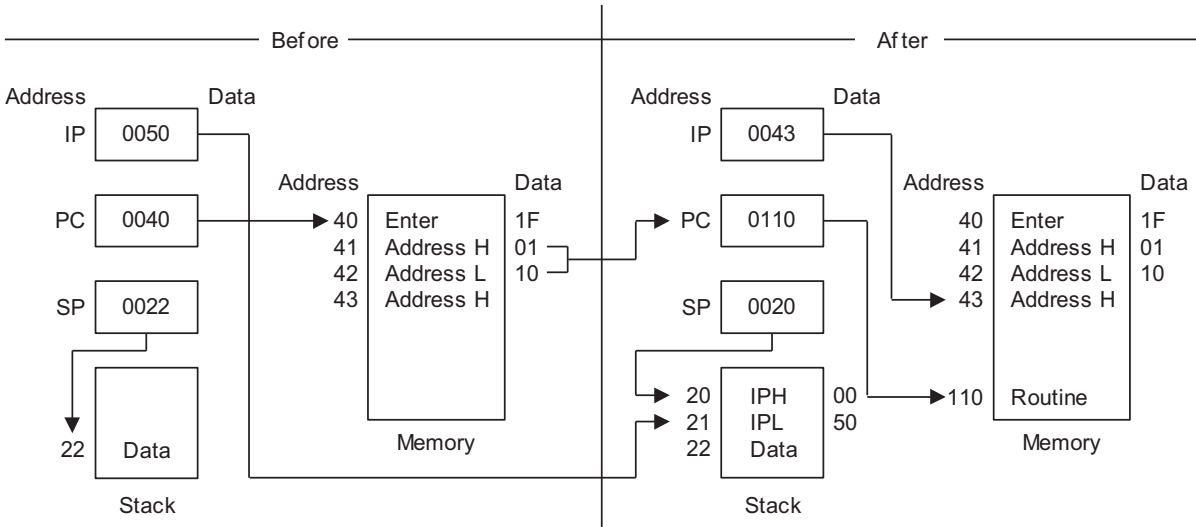 Before
Address Data
IP 0050
Address Data
PC 0040 40 Enter 1F
41 Address H 01
42 Address L 10
43 Address H
SP 0022
22 Data
Memory
Stack
After
Address Data
IP 0043
Address Data
PC 0110 40 Enter 1F
41 Address H 01
42 Address L 10
43 Address H
SP 0020
20 IPH 00
21 IPL 50
22 Data
110 Routine
Memory
Stack